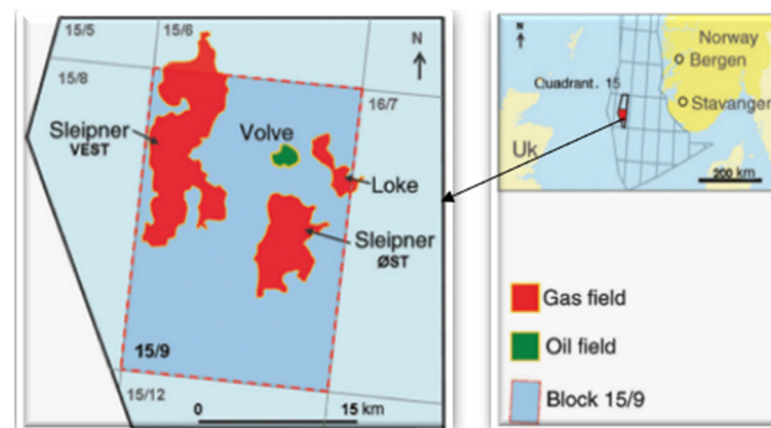 15/5
15/6
N
15/8
16/7
Sleipner
VEST
Volve
Loke
Sleipner
ØST
15/9
15/12
0
15 km
N
Norway
Bergen
Quadrant. 15
Stavanger
Uk
200 km
Gas field
Oil field
Block 15/9